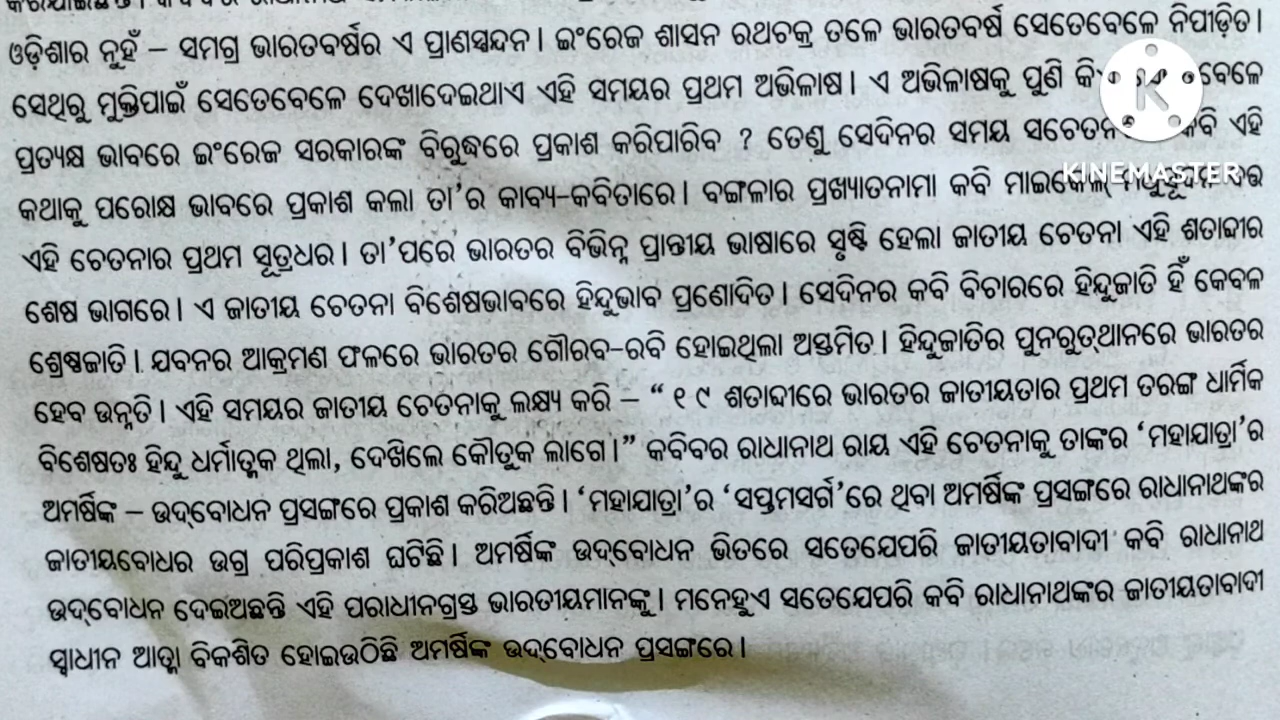 ଓଡ଼ିଶାର ନୁହେଁ – ସମଗ୍ର ଭାରତବର୍ଷର ଏ ପ୍ରାଣସ୍ପନ୍ଦନ । ଇଂରେଜ ଶାସନ ରଥଚକ୍ର ତଳେ ଭାରତବର୍ଷ ସେତେବେଳେ ନିପୀଡ଼ିତ ।
ସେଥିରୁ ମୁକ୍ତିପାଇଁ ସେତେବେଳେ ଦେଖାଦେଇଥାଏ ଏହି ସମୟର ପ୍ରଥମ ଅଭିଳାଷ । ଏ ଅଭିଳାଷକୁ ପୁଣି ବେଳେ
ପ୍ରତ୍ୟକ୍ଷ ଭାବରେ ଇଂରେଜ ସରକାରଙ୍କ ବିରୁଦ୍ଧରେ ପ୍ରକାଶ କରିପାରିବ ? ତେଣୁ ସେଦିନର ସମୟ କବି ଏହି
KINEMASTER
କଥାକୁ ପରୋକ୍ଷ ଭାବରେ ପ୍ରକାଶ କଲା ତା'ର କାବ୍ୟ-କବିତାରେ । ବଙ୍ଗଳାର ପ୍ରଖ୍ୟାତନାମା କବି ମାଇକେଲ୍
ଏହି ଚେତନାର ପ୍ରଥମ ସୂତ୍ରଧର । ତା'ପରେ ଭାରତର ବିଭିନ୍ନ ପ୍ରାନ୍ତୀୟ ଭାଷାରେ ସୃଷ୍ଟି ହେଲା ଜାତୀୟ ଚେତନା ଏହି ଶତାବ୍ଦୀର
ଶେଷ ଭାଗରେ । ଏ ଜାତୀୟ ଚେତନା ବିଶେଷଭାବରେ ହିନ୍ଦୁଭାବ ପ୍ରଣୋଦିତ । ସେଦିନର କବି ବିଚାରରେ ହିନ୍ଦୁଜାତି ହିଁ କେବଳ
ଶ୍ରେଷ୍ଠଜାତି । ଯବନର ଆକ୍ରମଣ ଫଳରେ ଭାରତର ଗୌରବ-ରବି ହୋଇଥିଲା ଅସ୍ତମିତ । ହିନ୍ଦୁଜାତିର ପୁନରୁତ୍‌ଥାନରେ ଭାରତର
ହେବ ଉନ୍ନତି । ଏହି ସମୟର ଜାତୀୟ ଚେତନାକୁ ଲକ୍ଷ୍ୟ କରି – “ ୧୯ ଶତାବ୍ଦୀରେ ଭାରତର ଜାତୀୟତାର ପ୍ରଥମ ତରଙ୍ଗ ଧାର୍ମିକ
ବିଶେଷତଃ ହିନ୍ଦୁ ଧର୍ମାତ୍ମକ ଥିଲା, ଦେଖିଲେ କୌତୁକ ଲାଗେ ।” କବିବର ରାଧାନାଥ ରାୟ ଏହି ଚେତନାକୁ ତାଙ୍କର ‘ମହାଯାତ୍ରା’ର
ଅମର୍ଷିଙ୍କ – ଉଦ୍‌ବୋଧନ ପ୍ରସଙ୍ଗରେ ପ୍ରକାଶ କରିଅଛନ୍ତି । ‘ମହାଯାତ୍ରା’ର ‘ସପ୍ତମସର୍ଗ’ରେ ଥିବା ଅମର୍ଷିଙ୍କ ପ୍ରସଙ୍ଗରେ ରାଧାନାଥଙ୍କର
ଜାତୀୟବୋଧର ଉଗ୍ର ପରିପ୍ରକାଶ ଘଟିଛି । ଅମର୍ଷିଙ୍କ ଉଦ୍‌ବୋଧନ ଭିତରେ ସତେଯେପରି ଜାତୀୟତାବାଦୀ କବି ରାଧାନାଥ
ଉଦ୍‌ବୋଧନ ଦେଇଅଛନ୍ତି ଏହି ପରାଧୀନଗ୍ରସ୍ତ ଭାରତୀୟମାନଙ୍କୁ । ମନେହୁଏ ସତେଯେପରି କବି ରାଧାନାଥଙ୍କର ଜାତୀୟତାବାଦୀ
ସ୍ୱାଧୀନ ଆତ୍ମା ବିକଶିତ ହୋଇଉଠିଛି ଅମର୍ଷିଙ୍କ ଉଦ୍‌ବୋଧନ ପ୍ରସଙ୍ଗରେ ।